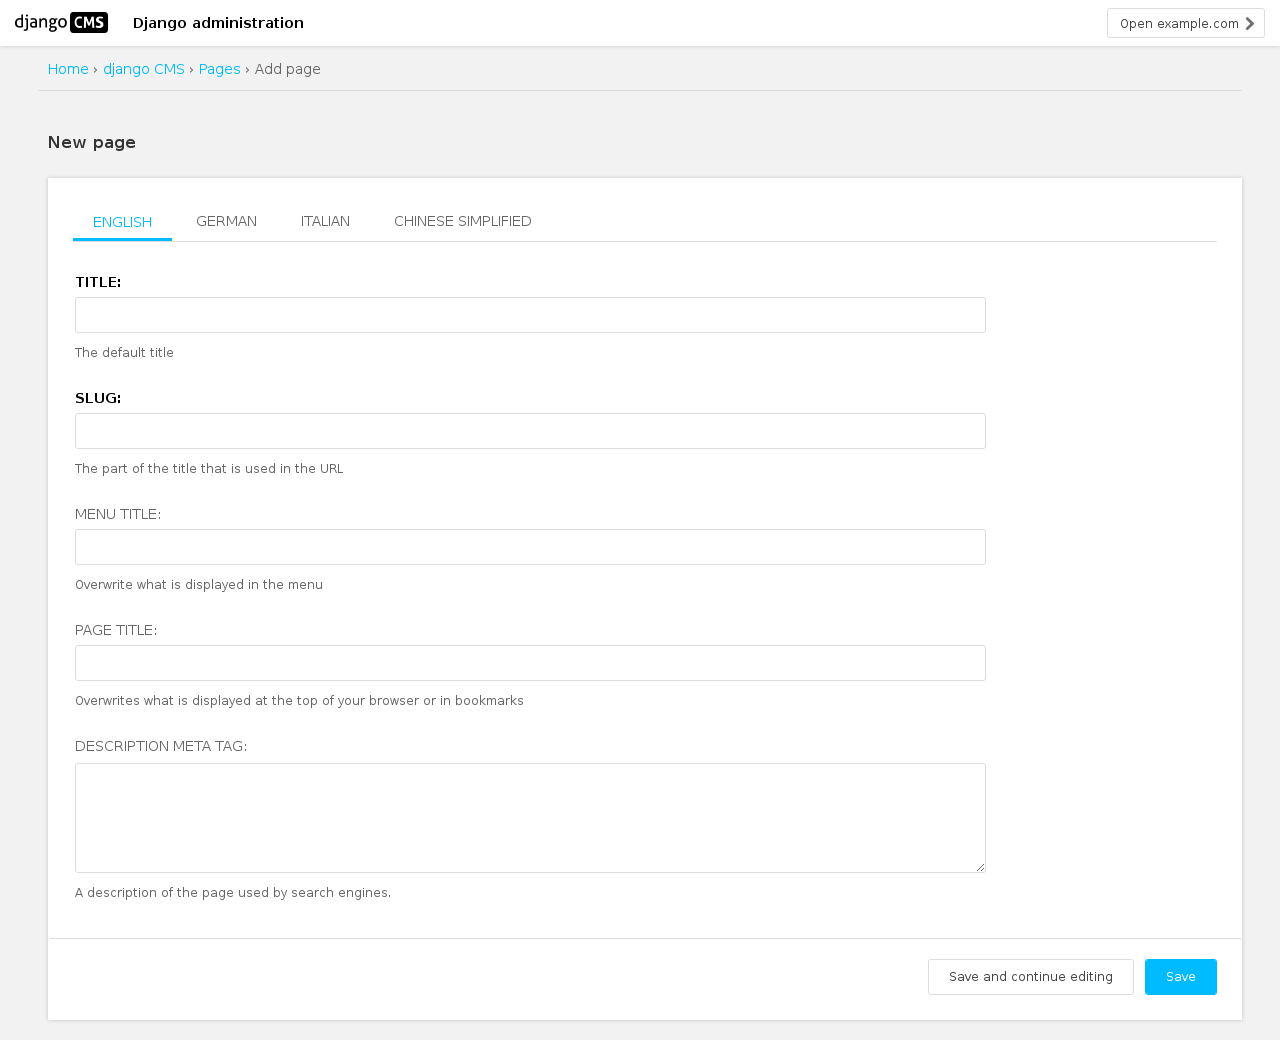 django CMS Django administration Open example.com
Home › django CMS › Pages › Add page
New page
ENGLISH GERMAN ITALIAN CHINESE SIMPLIFIED
TITLE:
The default title
SLUG:
The part of the title that is used in the URL
MENU TITLE:
Overwrite what is displayed in the menu
PAGE TITLE:
Overwrites what is displayed at the top of your browser or in bookmarks
DESCRIPTION META TAG:
A description of the page used by search engines.
Save and continue editing Save